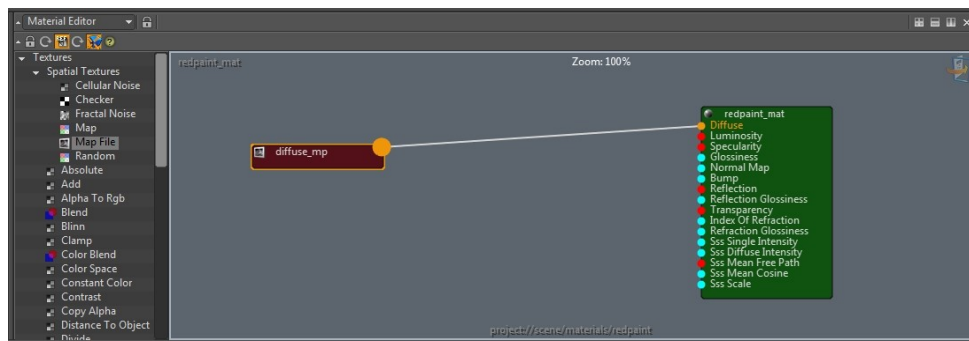 Material Editor
Textures
redpaint_mat
Zoom: 100%
Spatial Textures
Cellular Noise
Checker
Fractal Noise
Map
Map File
Random
Absolute
Add
Alpha To Rgb
Blend
Blinn
Clamp
Color Blend
Color Space
Constant Color
Contrast
Copy Alpha
Distance To Object
Divide
diffuse_mp
redpaint_mat
Diffuse
Luminosity
Specularity
Glossiness
Normal Map
Bump
Reflection
Reflection Glossiness
Transparency
Index Of Refraction
Refraction Glossiness
Sss Single Intensity
Sss Diffuse Intensity
Sss Mean Free Path
Sss Mean Cosine
Sss Scale
project://scene/materials/redpaint